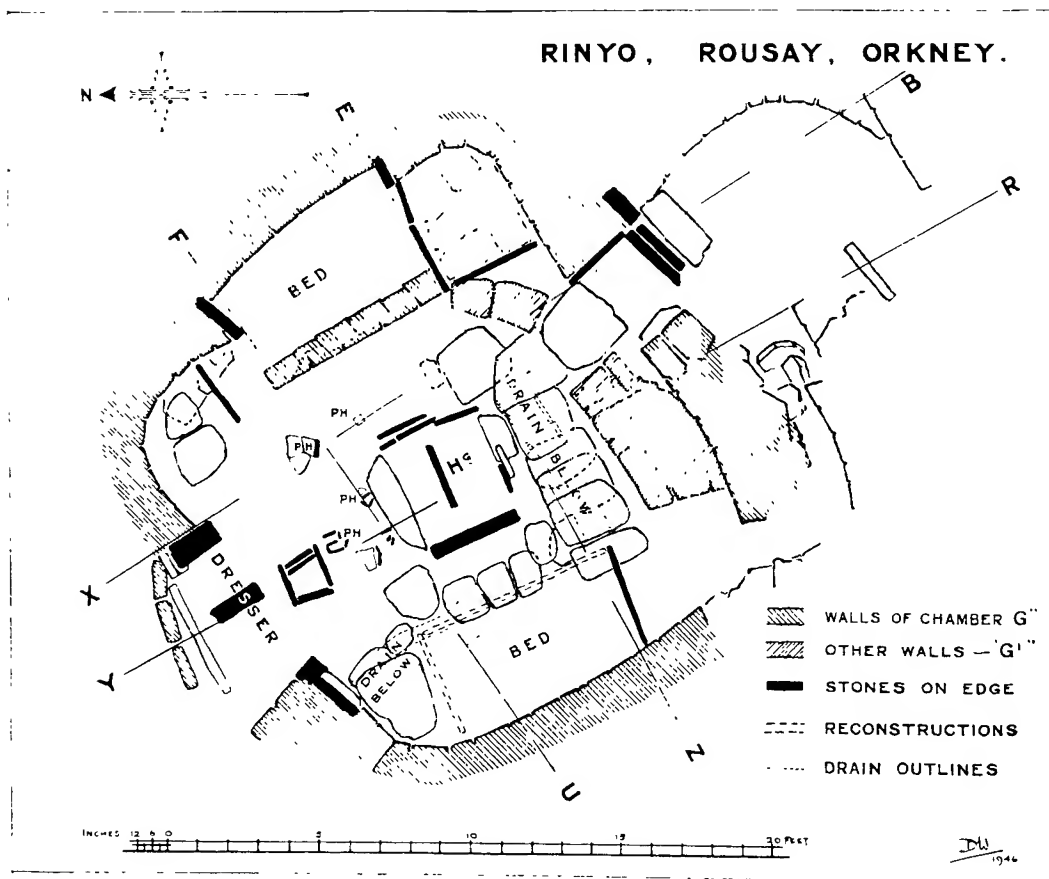 RINYO, ROUSAY, ORKNEY.
N
E
B
R
F
BED
PH
PH
PH
PH
H
DRAIN
BELOW
DRESSER
X
Y
DRAIN
BELOW
BED
U
Z
WALLS OF CHAMBER G"
OTHER WALLS — 'G'"
STONES ON EDGE
RECONSTRUCTIONS
DRAIN OUTLINES
INCHES 12 6 0 5 10 15 20 FEET
DW
1946